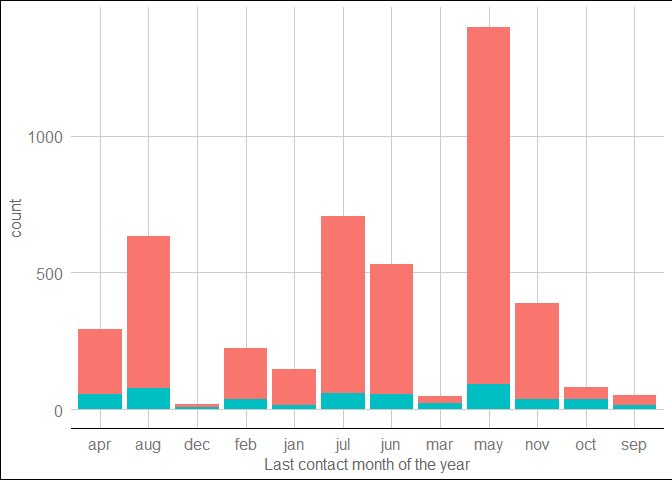 1000
500
0
count
apr aug dec feb jan jul jun mar may nov oct sep
Last contact month of the year